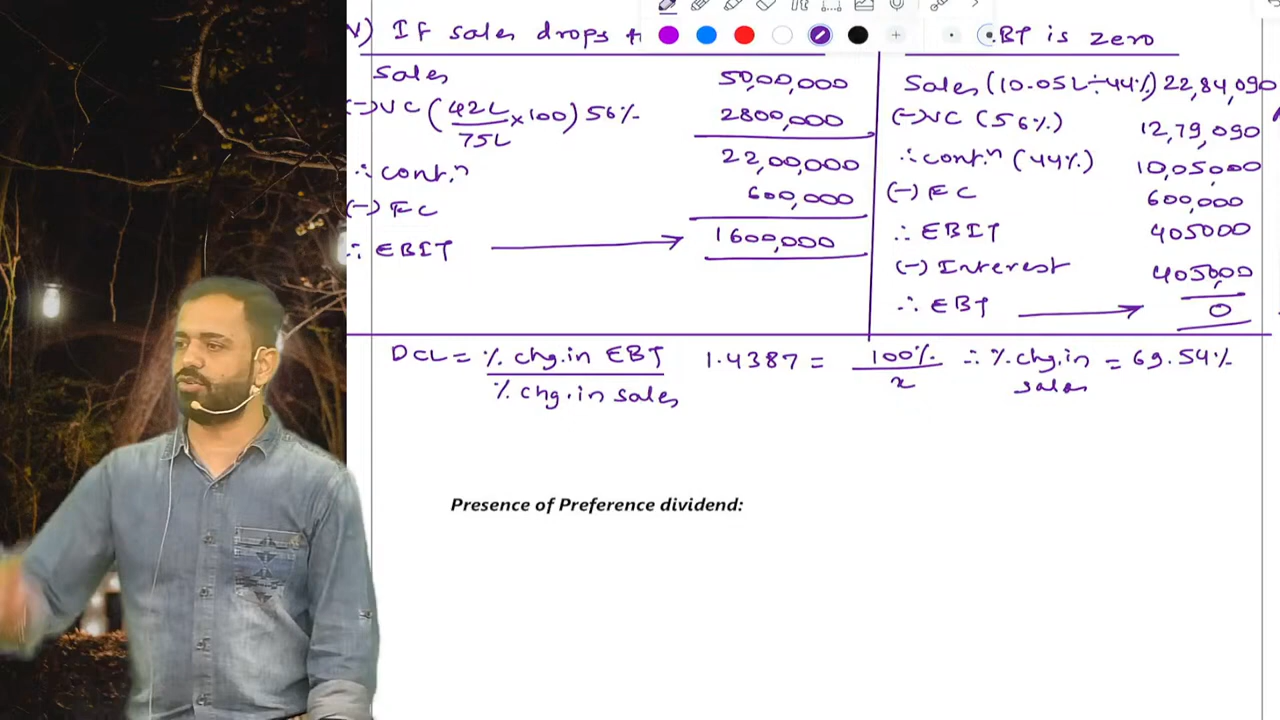 v) If sales drops
Sales 50,00,000
(-) VC (42L/75L x 100) 56% 2800,000
∴ contⁿ 22,00,000
(-) FC 600,000
∴ EBIT → 1600,000
BT is zero
Sales (10.05L ÷ 44%) 22,84,090
(-) VC (56%) 12,79,090
∴ contⁿ (44%) 10,05,000
(-) FC 600,000
∴ EBIT 405000
(-) Interest 405,000
∴ EBT → 0
DCL = % chg. in EBT / % chg. in sales 1.4387 = 100% / x ∴ % chg. in sales = 69.54%
Presence of Preference dividend: